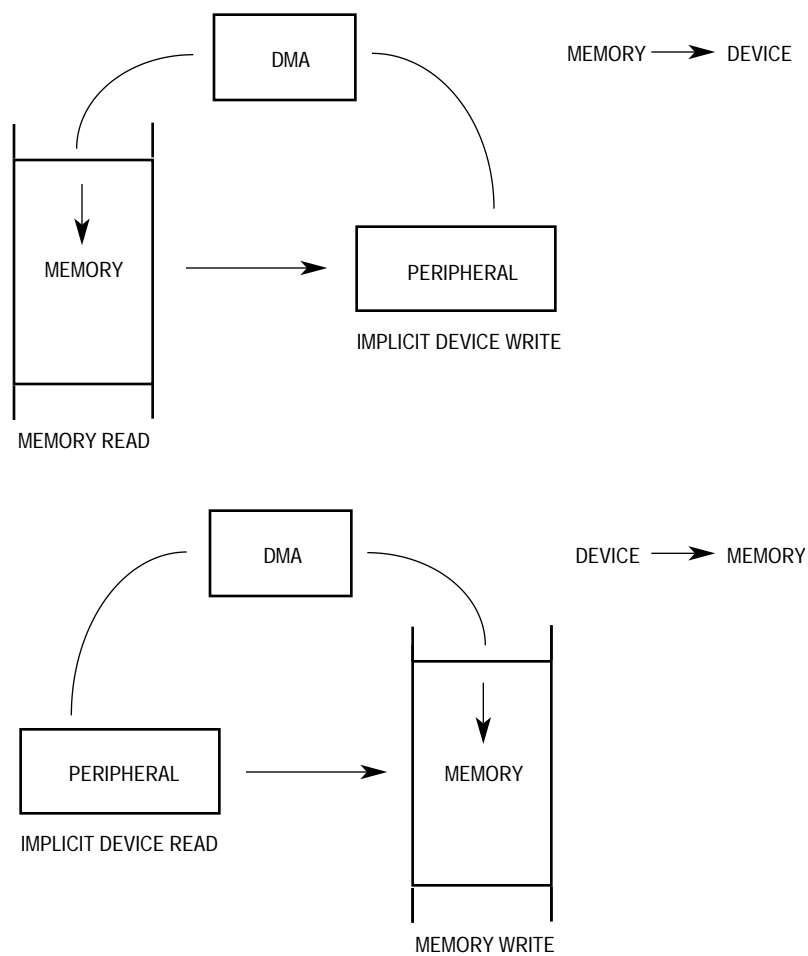 DMA
MEMORY → DEVICE
MEMORY
PERIPHERAL
IMPLICIT DEVICE WRITE
MEMORY READ
DMA
DEVICE → MEMORY
PERIPHERAL
MEMORY
IMPLICIT DEVICE READ
MEMORY WRITE